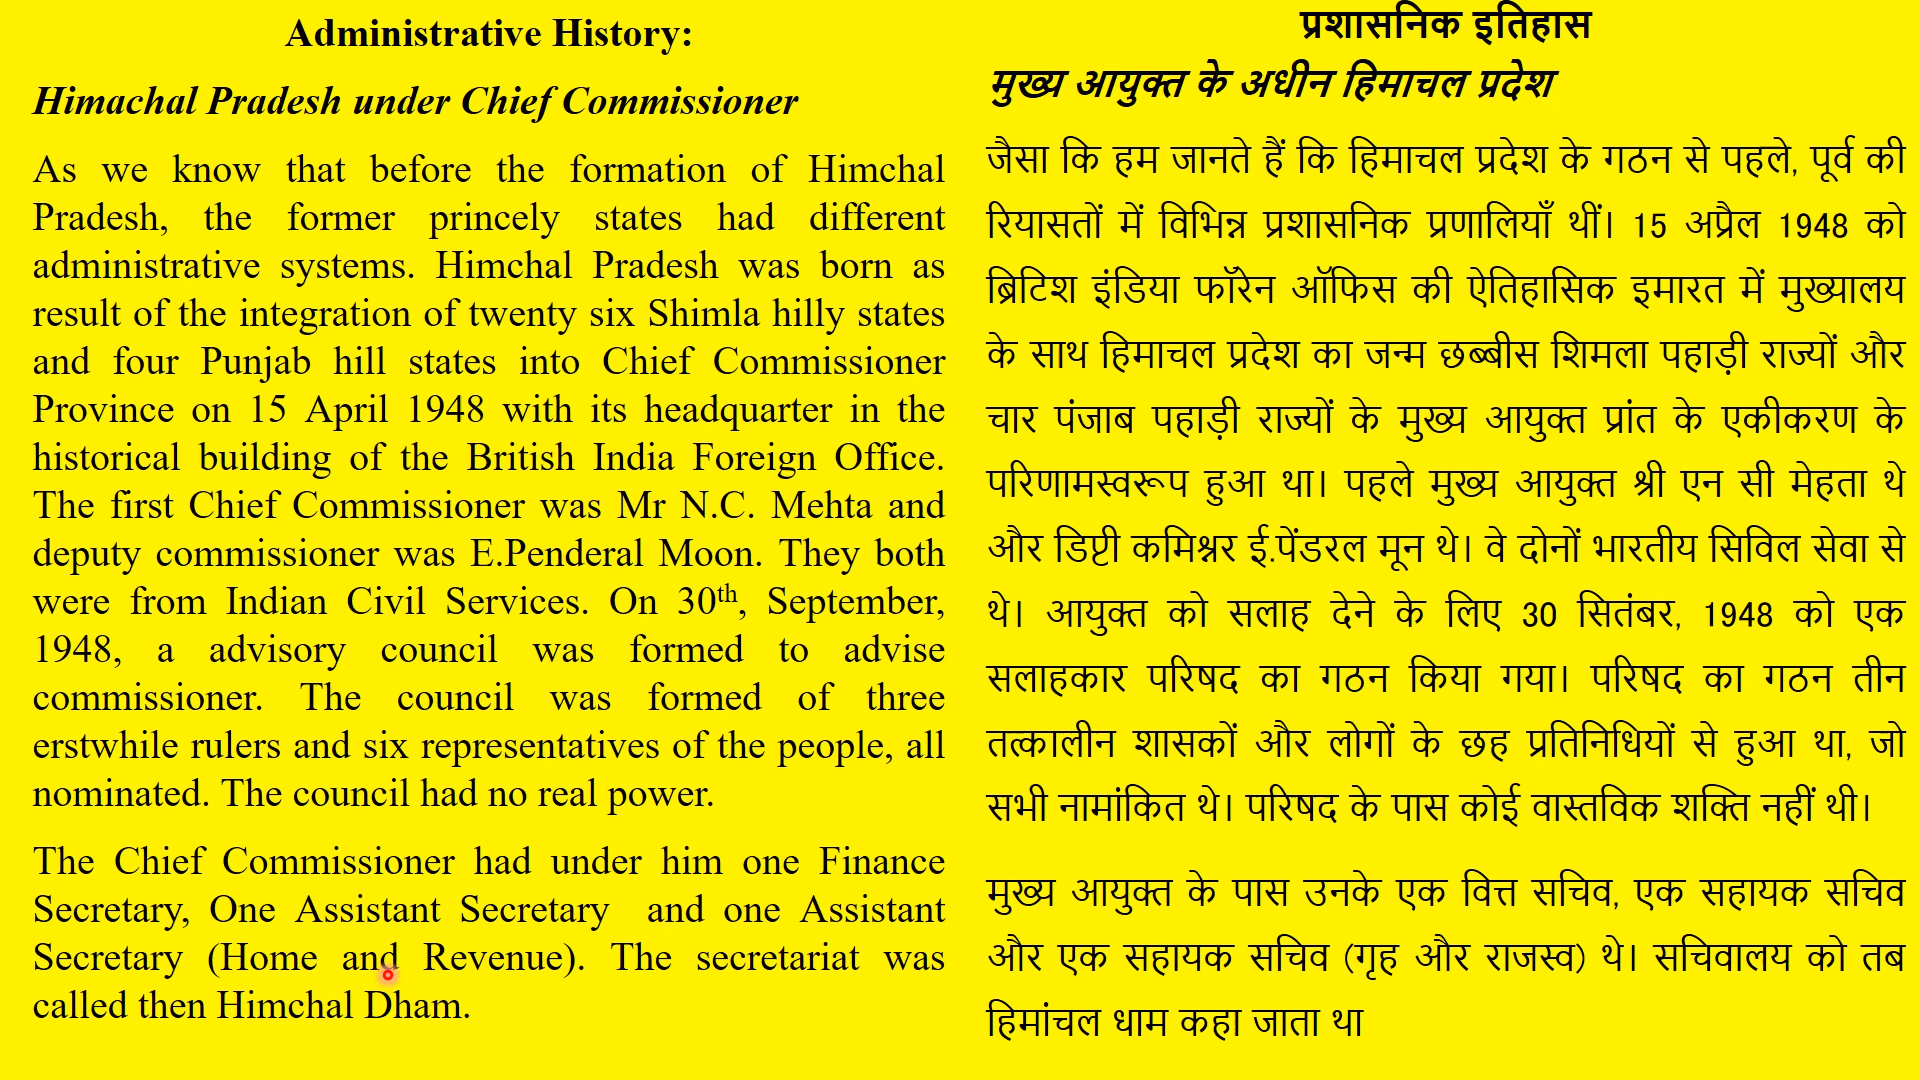 Administrative History:
Himachal Pradesh under Chief Commissioner
As we know that before the formation of Himchal
Pradesh, the former princely states had different
administrative systems. Himchal Pradesh was born as
result of the integration of twenty six Shimla hilly states
and four Punjab hill states into Chief Commissioner
Province on 15 April 1948 with its headquarter in the
historical building of the British India Foreign Office.
The first Chief Commissioner was Mr N.C. Mehta and
deputy commissioner was E.Penderal Moon. They both
were from Indian Civil Services. On 30th, September,
1948, a advisory council was formed to advise
commissioner. The council was formed of three
erstwhile rulers and six representatives of the people, all
nominated. The council had no real power.
The Chief Commissioner had under him one Finance
Secretary, One Assistant Secretary and one Assistant
Secretary (Home and Revenue). The secretariat was
called then Himchal Dham.
प्रशासनिक इतिहास
मुख्य आयुक्त के अधीन हिमाचल प्रदेश
जैसा कि हम जानते हैं कि हिमाचल प्रदेश के गठन से पहले, पूर्व की
रियासतों में विभिन्न प्रशासनिक प्रणालियाँ थीं। 15 अप्रैल 1948 को
ब्रिटिश इंडिया फॉरेन ऑफिस की ऐतिहासिक इमारत में मुख्यालय
के साथ हिमाचल प्रदेश का जन्म छब्बीस शिमला पहाड़ी राज्यों और
चार पंजाब पहाड़ी राज्यों के मुख्य आयुक्त प्रांत के एकीकरण के
परिणामस्वरूप हुआ था। पहले मुख्य आयुक्त श्री एन सी मेहता थे
और डिप्टी कमिश्नर ई.पेंडरल मून थे। वे दोनों भारतीय सिविल सेवा से
थे। आयुक्त को सलाह देने के लिए 30 सितंबर, 1948 को एक
सलाहकार परिषद का गठन किया गया। परिषद का गठन तीन
तत्कालीन शासकों और लोगों के छह प्रतिनिधियों से हुआ था, जो
सभी नामांकित थे। परिषद के पास कोई वास्तविक शक्ति नहीं थी।
मुख्य आयुक्त के पास उनके एक वित्त सचिव, एक सहायक सचिव
और एक सहायक सचिव (गृह और राजस्व) थे। सचिवालय को तब
हिमांचल धाम कहा जाता था